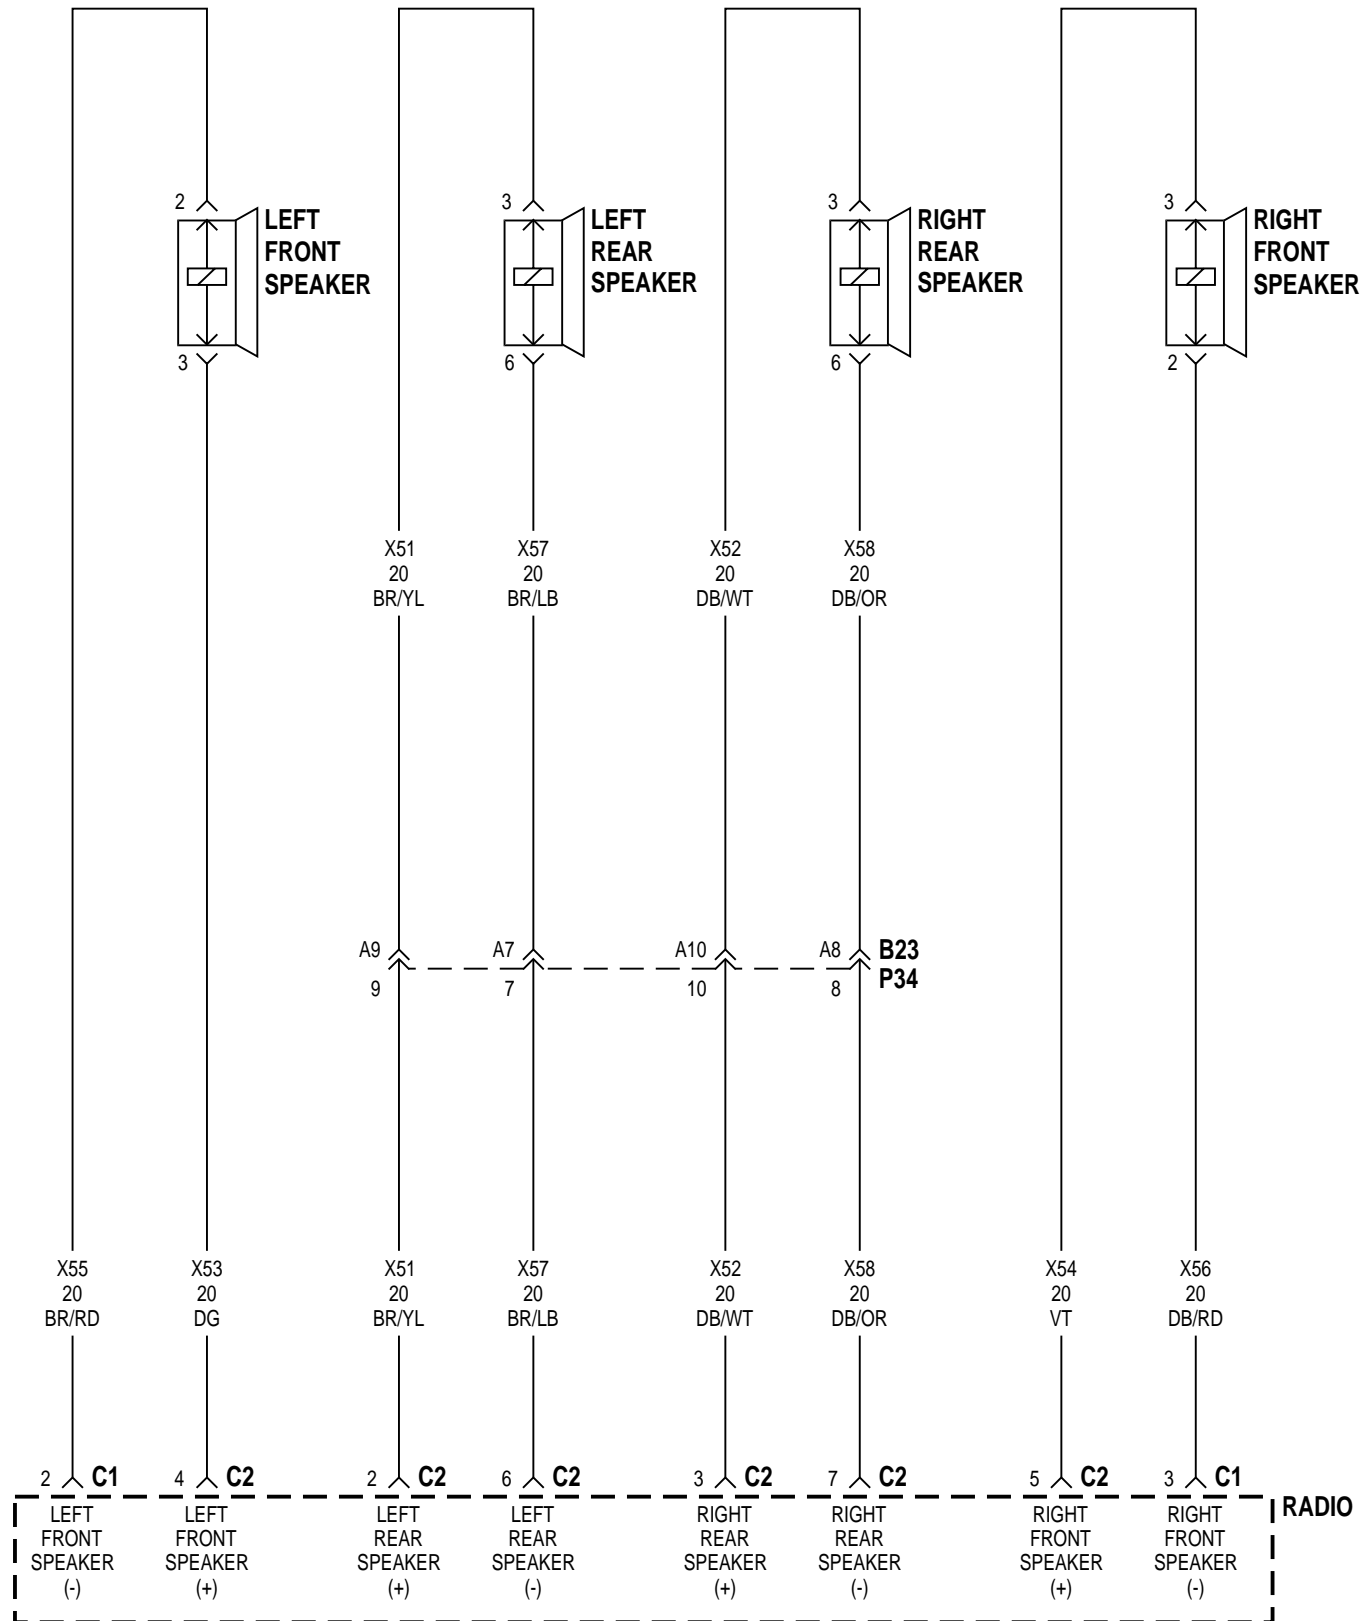 2
LEFT
FRONT
SPEAKER
3
3
LEFT
REAR
SPEAKER
6
3
RIGHT
REAR
SPEAKER
6
3
RIGHT
FRONT
SPEAKER
2
X51
20
BR/YL
X57
20
BR/LB
X52
20
DB/WT
X58
20
DB/OR
A9
A7
A10
A8
B23
9
7
10
8
P34
X55
20
BR/RD
X53
20
DG
X51
20
BR/YL
X57
20
BR/LB
X52
20
DB/WT
X58
20
DB/OR
X54
20
VT
X56
20
DB/RD
2 C1
4 C2
2 C2
6 C2
3 C2
7 C2
5 C2
3 C1
LEFT
FRONT
SPEAKER
(-)
LEFT
FRONT
SPEAKER
(+)
LEFT
REAR
SPEAKER
(+)
LEFT
REAR
SPEAKER
(-)
RIGHT
REAR
SPEAKER
(+)
RIGHT
REAR
SPEAKER
(-)
RIGHT
FRONT
SPEAKER
(+)
RIGHT
FRONT
SPEAKER
(-)
RADIO